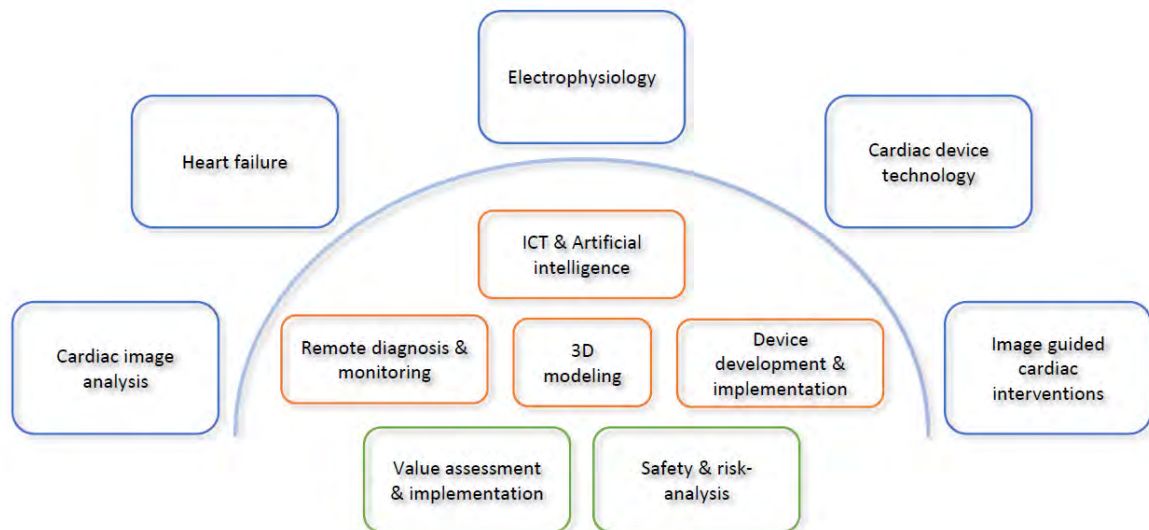 Electrophysiology
Heart failure
Cardiac device
technology
ICT & Artificial
intelligence
Cardiac image
analysis
Remote diagnosis &
monitoring
3D
modeling
Device
development &
implementation
Image guided
cardiac
interventions
Value assessment
& implementation
Safety & risk-
analysis